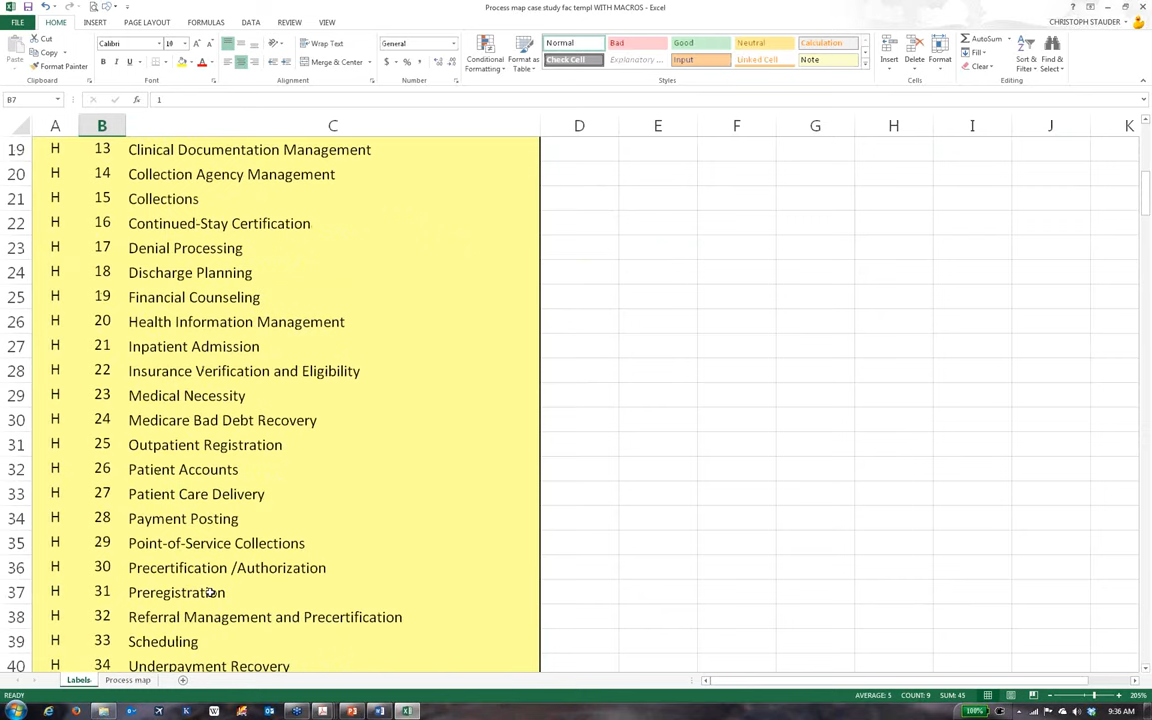 Process map case study fac templ WITH MACROS - Excel
FILE HOME INSERT PAGE LAYOUT FORMULAS DATA REVIEW VIEW CHRISTOPH STAUDER
Cut
Copy
Format Painter
Paste
Clipboard
Calibri 10
B I U
Font
Wrap Text
Merge & Center
Alignment
General
$ % ,
Number
Conditional Formatting
Format as Table
Normal Bad Good Neutral Calculation
Check Cell Explanatory ... Input Linked Cell Note
Styles
Insert Delete Format
Cells
AutoSum
Fill
Clear
Sort & Filter
Find & Select
Editing
B7 fx 1
A B C D E F G H I J K
19 H 13 Clinical Documentation Management
20 H 14 Collection Agency Management
21 H 15 Collections
22 H 16 Continued-Stay Certification
23 H 17 Denial Processing
24 H 18 Discharge Planning
25 H 19 Financial Counseling
26 H 20 Health Information Management
27 H 21 Inpatient Admission
28 H 22 Insurance Verification and Eligibility
29 H 23 Medical Necessity
30 H 24 Medicare Bad Debt Recovery
31 H 25 Outpatient Registration
32 H 26 Patient Accounts
33 H 27 Patient Care Delivery
34 H 28 Payment Posting
35 H 29 Point-of-Service Collections
36 H 30 Precertification /Authorization
37 H 31 Preregistration
38 H 32 Referral Management and Precertification
39 H 33 Scheduling
40 H 34 Underpayment Recovery
Labels Process map
READY AVERAGE: 5 COUNT: 9 SUM: 45 205%
100% 9:36 AM